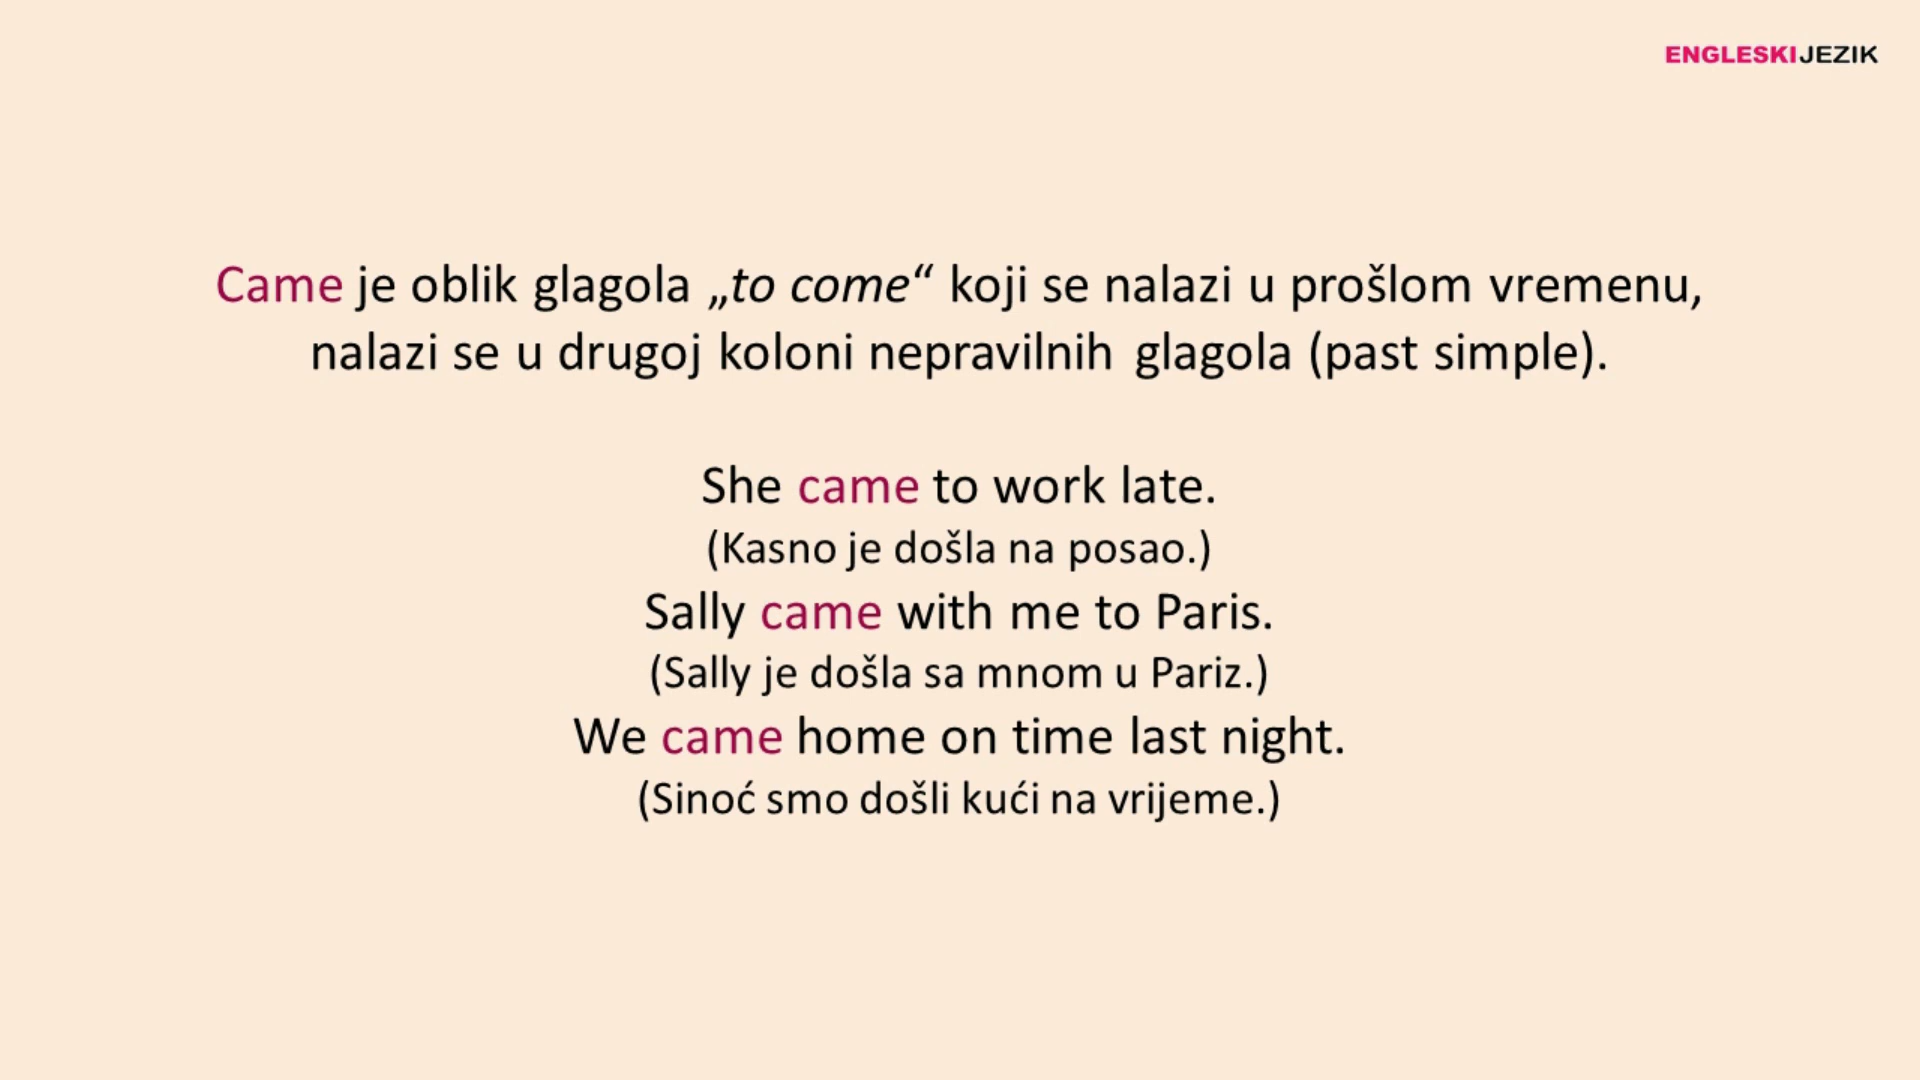 ENGLESKIJEZIK
Came je oblik glagola „to come“ koji se nalazi u prošlom vremenu,
nalazi se u drugoj koloni nepravilnih glagola (past simple).
She came to work late.
(Kasno je došla na posao.)
Sally came with me to Paris.
(Sally je došla sa mnom u Pariz.)
We came home on time last night.
(Sinoć smo došli kući na vrijeme.)